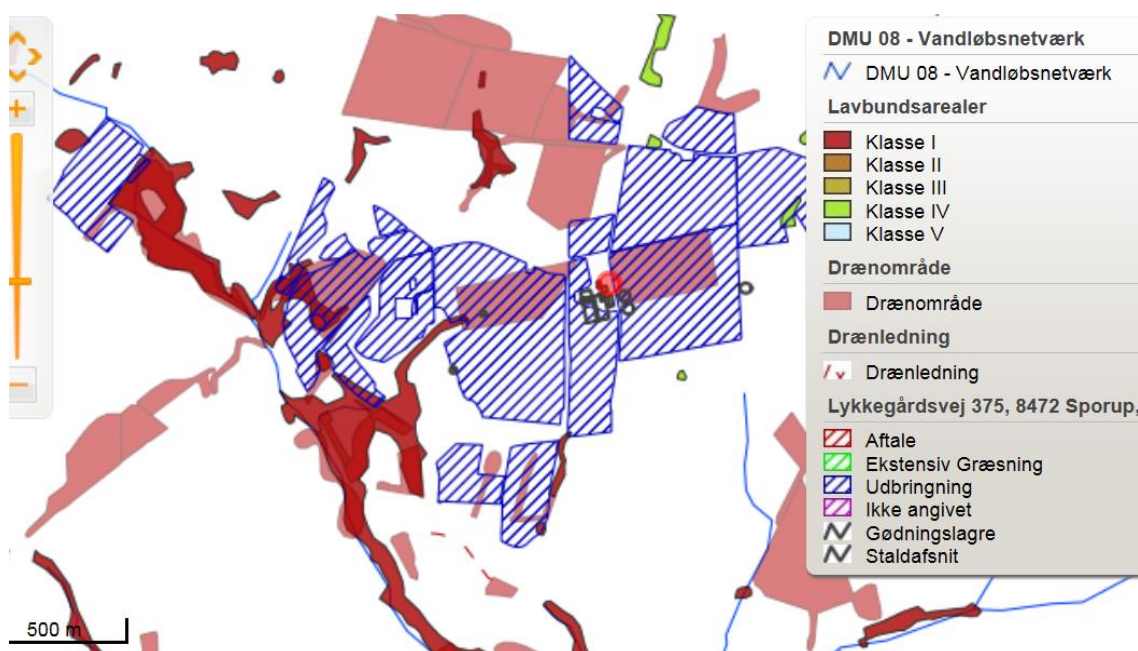 DMU 08 - Vandløbsnetværk
DMU 08 - Vandløbsnetværk
Lavbundsarealer
Klasse I
Klasse II
Klasse III
Klasse IV
Klasse V
Drænområde
Drænområde
Drænledning
Drænledning
Lykkegårdsvej 375, 8472 Sporup,
Aftale
Ekstensiv Græsning
Udbringning
Ikke angivet
Gødningslagre
Staldafsnit
500 m